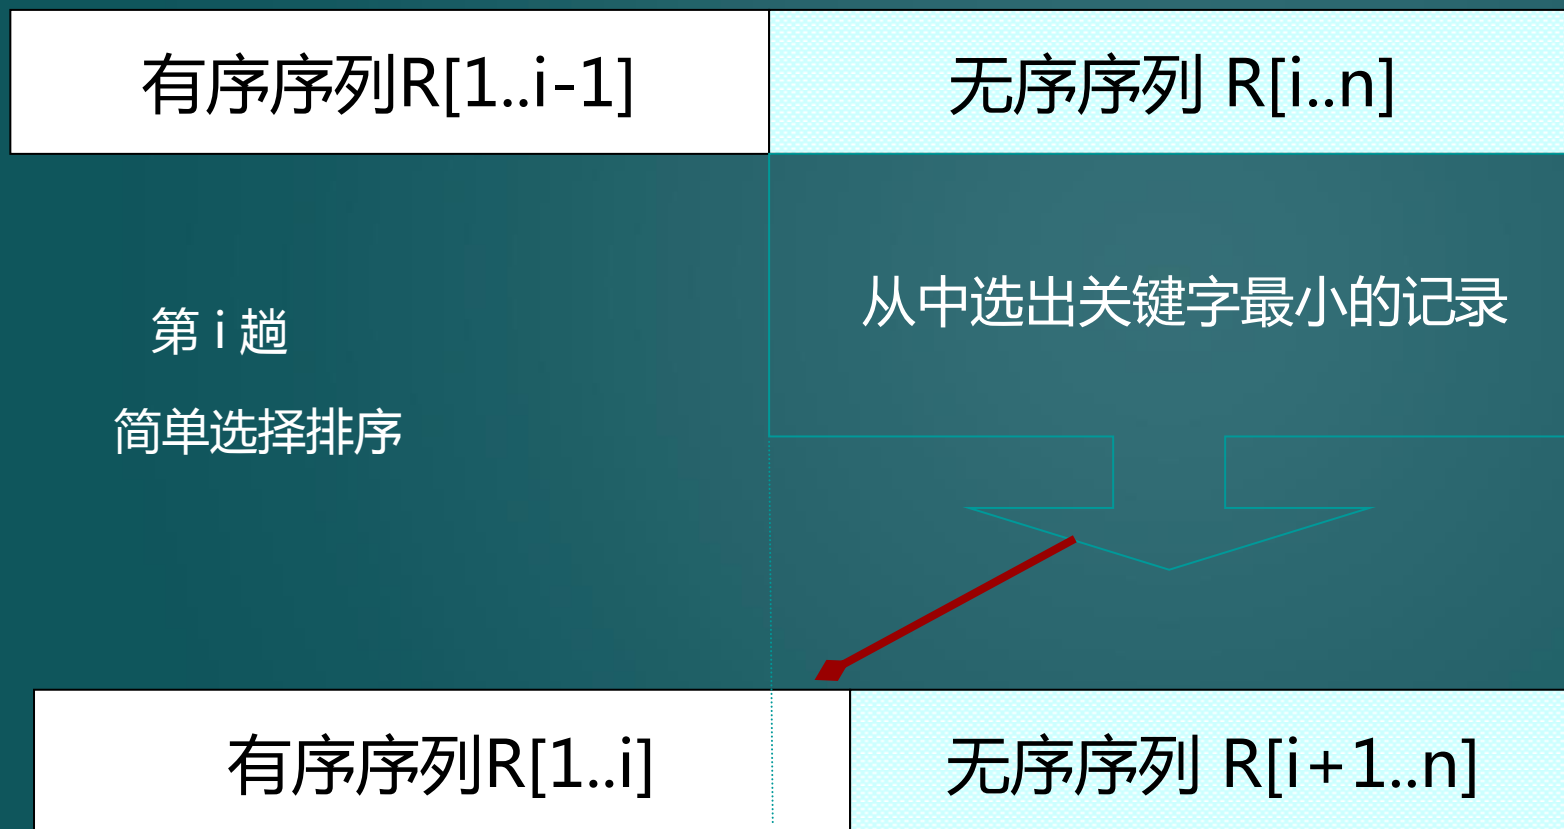 有序序列R[1..i-1]
无序序列 R[i..n]
从中选出关键字最小的记录
第 i 趟
简单选择排序
有序序列R[1..i]
无序序列 R[i+1..n]